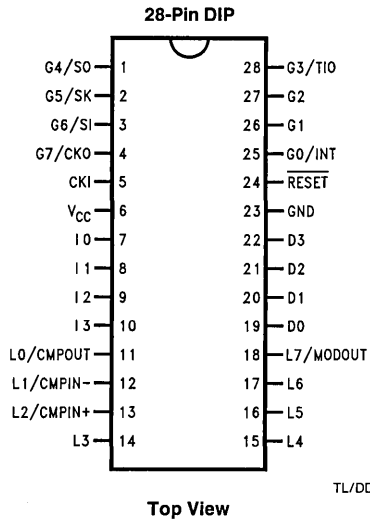 28-Pin DIP
G4/SO 1 28 G3/TIO
G5/SK 2 27 G2
G6/SI 3 26 G1
G7/CKO 4 25 G0/INT
CKI 5 24 RESET
VCC 6 23 GND
I0 7 22 D3
I1 8 21 D2
I2 9 20 D1
I3 10 19 D0
L0/CMPOUT 11 18 L7/MODOUT
L1/CMPIN- 12 17 L6
L2/CMPIN+ 13 16 L5
L3 14 15 L4
TL/DD
Top View